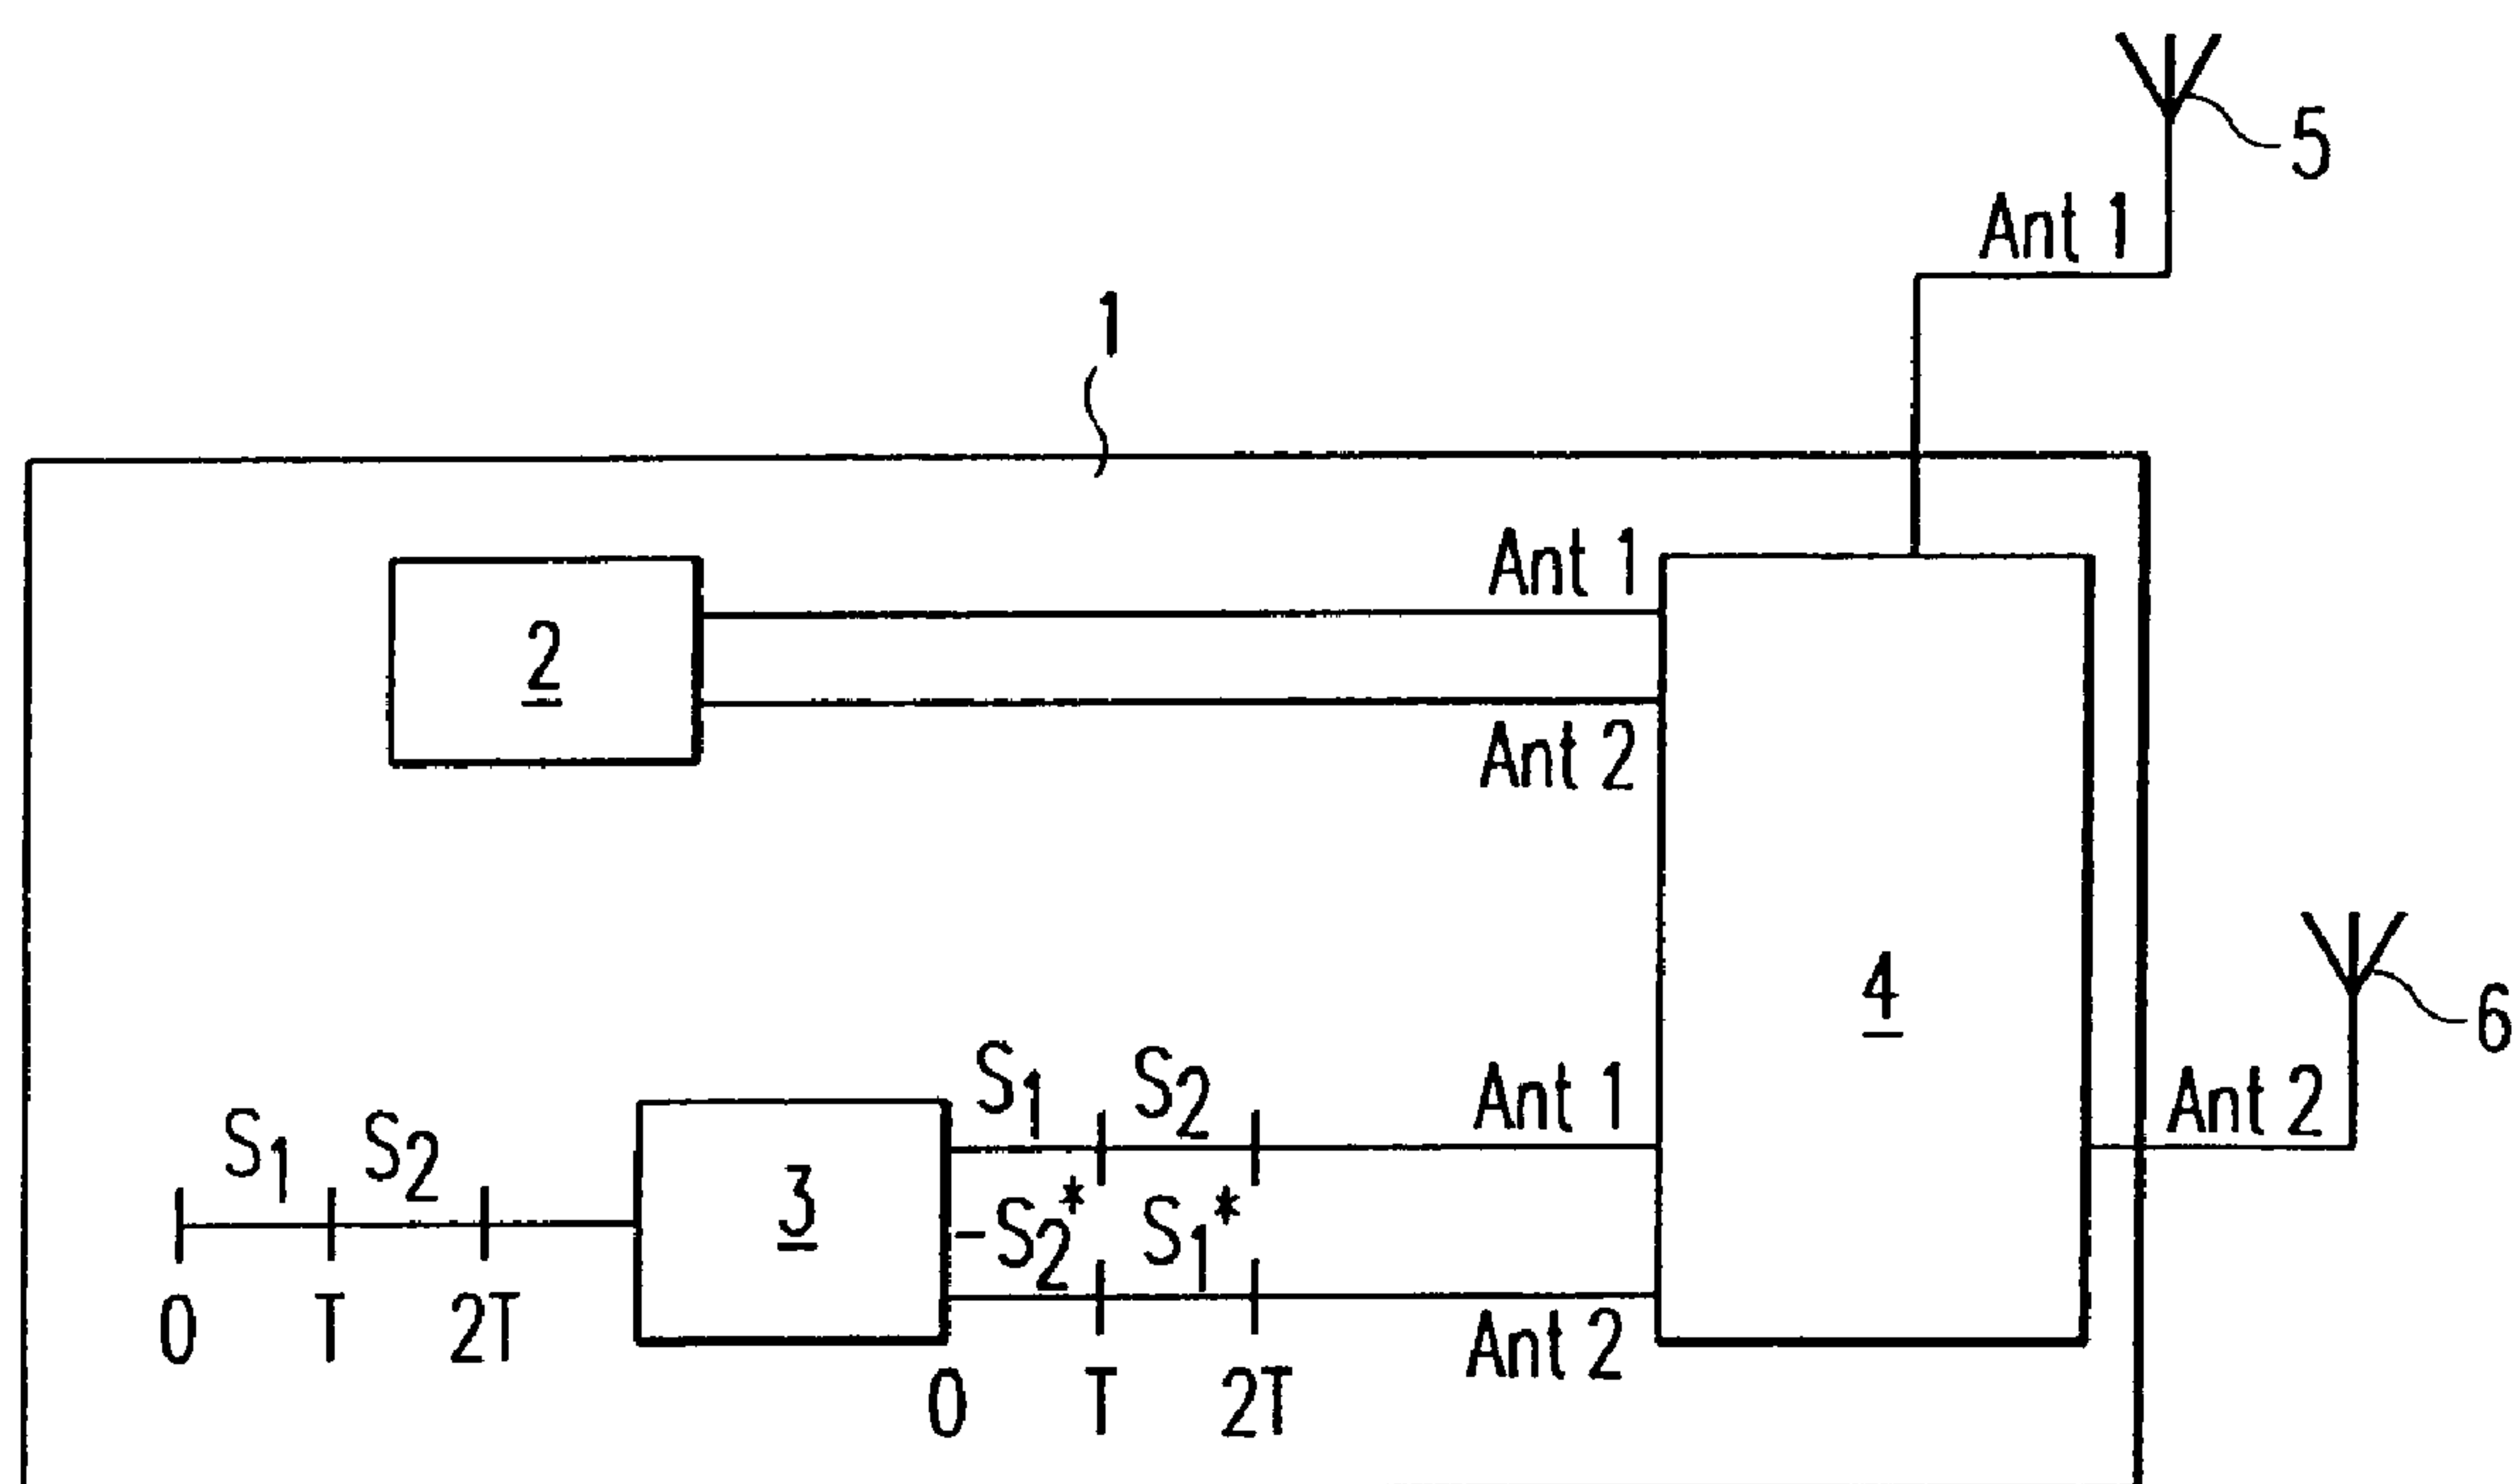 5
Ant 1
1
Ant 1
2
Ant 2
4
6
S1 S2 Ant 1 Ant 2
S1 S2
3
-S2* S1*
0 T 2T
Ant 2
0 T 2T